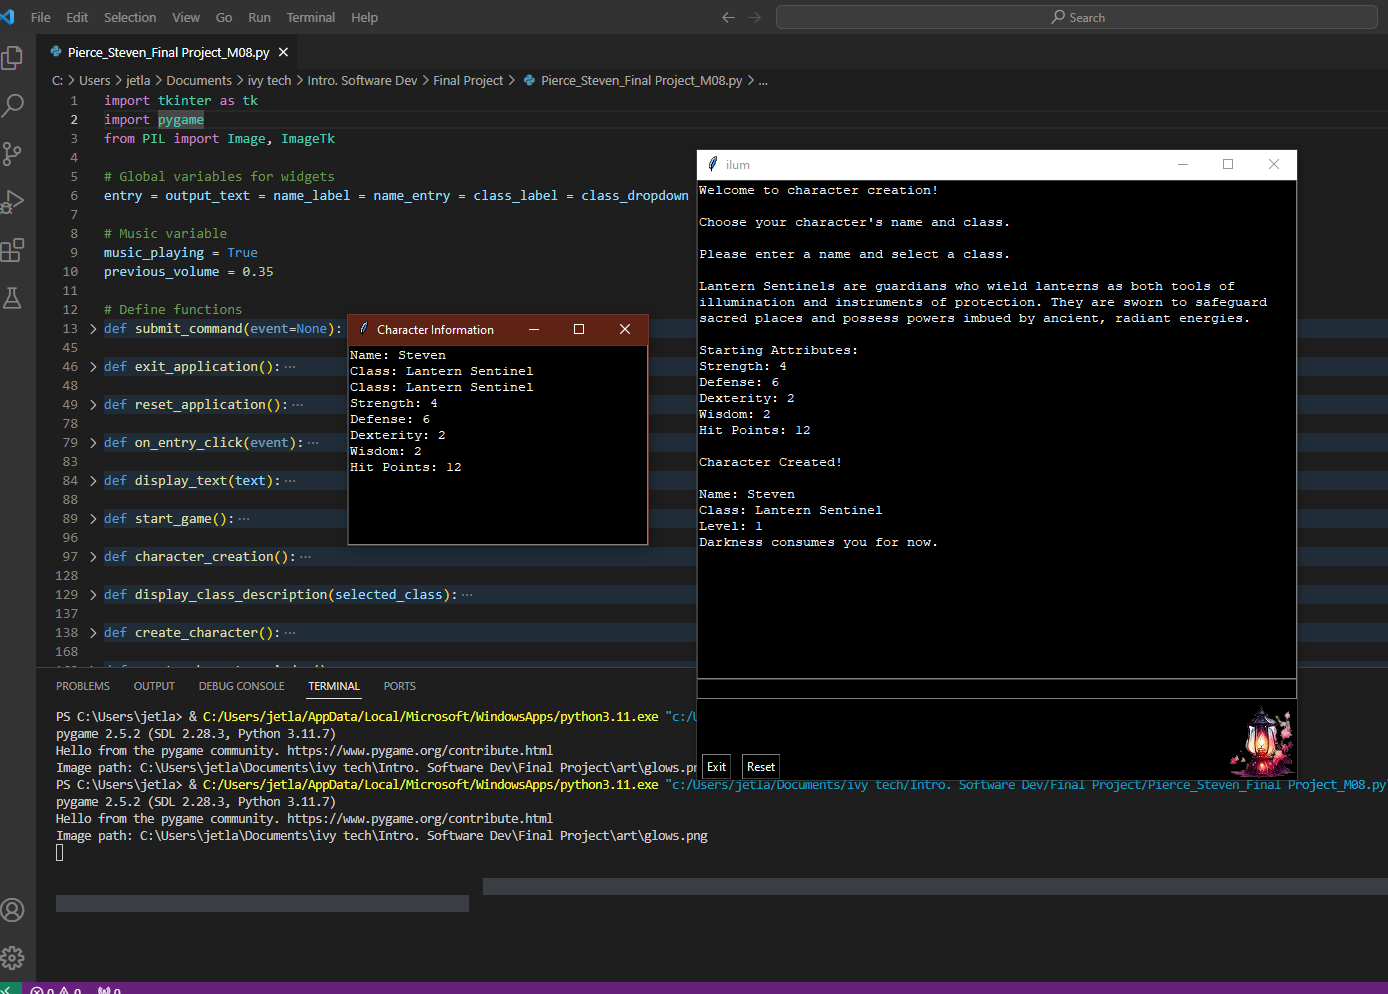 File Edit Selection View Go Run Terminal Help
Search
Pierce_Steven_Final Project_M08.py
C: > Users > jetla > Documents > ivy tech > Intro. Software Dev > Final Project > Pierce_Steven_Final Project_M08.py > ...
1 import tkinter as tk
2 import pygame
3 from PIL import Image, ImageTk
4
5 # Global variables for widgets
6 entry = output_text = name_label = name_entry = class_label = class_dropdown
7
8 # Music variable
9 music_playing = True
10 previous_volume = 0.35
11
12 # Define functions
13 > def submit_command(event=None):
45
46 > def exit_application(): ...
48
49 > def reset_application(): ...
78
79 > def on_entry_click(event): ...
83
84 > def display_text(text): ...
88
89 > def start_game(): ...
96
97 > def character_creation(): ...
128
129 > def display_class_description(selected_class): ...
137
138 > def create_character(): ...
168
Character Information
Name: Steven
Class: Lantern Sentinel
Class: Lantern Sentinel
Strength: 4
Defense: 6
Dexterity: 2
Wisdom: 2
Hit Points: 12
ilum
Welcome to character creation!
Choose your character's name and class.
Please enter a name and select a class.
Lantern Sentinels are guardians who wield lanterns as both tools of
illumination and instruments of protection. They are sworn to safeguard
sacred places and possess powers imbued by ancient, radiant energies.
Starting Attributes:
Strength: 4
Defense: 6
Dexterity: 2
Wisdom: 2
Hit Points: 12
Character Created!
Name: Steven
Class: Lantern Sentinel
Level: 1
Darkness consumes you for now.
Exit Reset
PROBLEMS OUTPUT DEBUG CONSOLE TERMINAL PORTS
PS C:\Users\jetla> & C:/Users/jetla/AppData/Local/Microsoft/WindowsApps/python3.11.exe "c:/U
pygame 2.5.2 (SDL 2.28.3, Python 3.11.7)
Hello from the pygame community. https://www.pygame.org/contribute.html
Image path: C:\Users\jetla\Documents\ivy tech\Intro. Software Dev\Final Project\art\glows.pn
PS C:\Users\jetla> & C:/Users/jetla/AppData/Local/Microsoft/WindowsApps/python3.11.exe "c:/Users/jetla/Documents/ivy tech/Intro. Software Dev/Final Project/Pierce_Steven_Final Project_M08.py"
pygame 2.5.2 (SDL 2.28.3, Python 3.11.7)
Hello from the pygame community. https://www.pygame.org/contribute.html
Image path: C:\Users\jetla\Documents\ivy tech\Intro. Software Dev\Final Project\art\glows.png